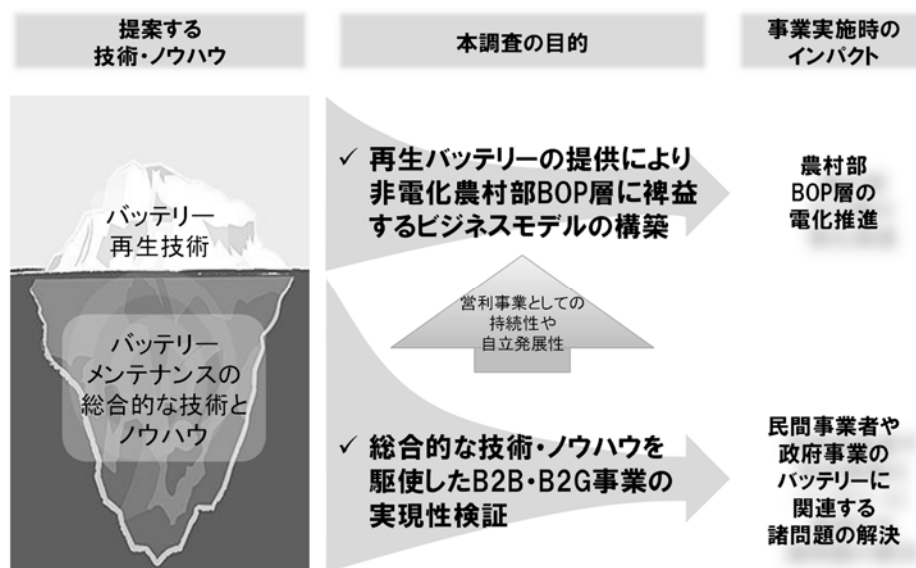 提案する
技術・ノウハウ
本調査の目的
事業実施時の
インパクト
バッテリー
再生技術
バッテリー
メンテナンスの
総合的な技術と
ノウハウ
✓ 再生バッテリーの提供により
非電化農村部BOP層に裨益
するビジネスモデルの構築
営利事業としての
持続性や
自立発展性
✓ 総合的な技術・ノウハウを
駆使したB2B・B2G事業の
実現性検証
農村部
BOP層の
電化推進
民間事業者や
政府事業の
バッテリーに
関連する
諸問題の解決